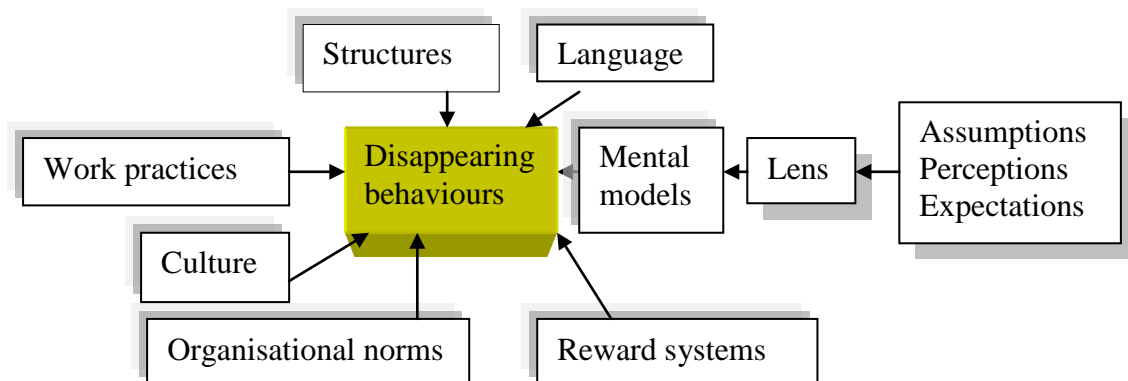 Structures
Language
Work practices
Disappearing
behaviours
Mental
models
Lens
Assumptions
Perceptions
Expectations
Culture
Organisational norms
Reward systems